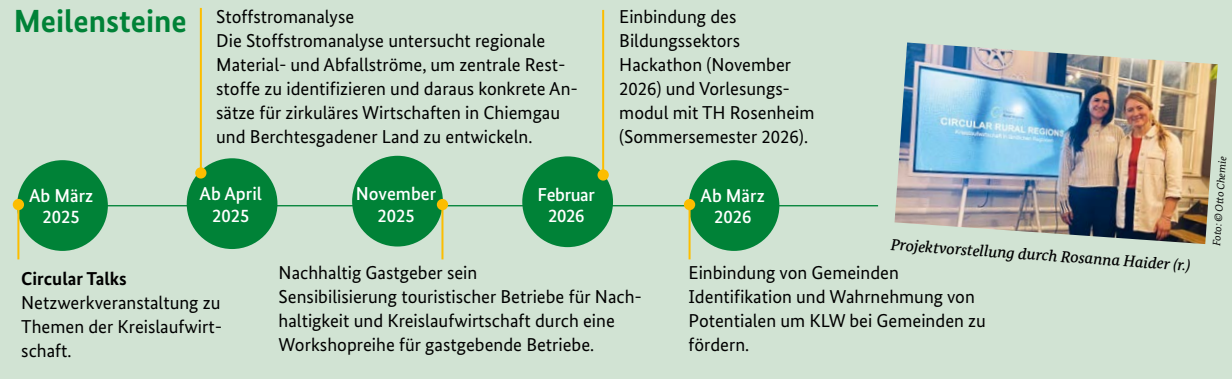 Meilensteine
Stoffstromanalyse
Die Stoffstromanalyse untersucht regionale
Material- und Abfallströme, um zentrale Rest-
stoffe zu identifizieren und daraus konkrete An-
sätze für zirkuläres Wirtschaften in Chiemgau
und Berchtesgadener Land zu entwickeln.
Einbindung des
Bildungssektors
Hackathon (November
2026) und Vorlesungs-
modul mit TH Rosenheim
(Sommersemester 2026).
Ab März
2025
Ab April
2025
November
2025
Februar
2026
Ab März
2026
Circular Talks
Netzwerkveranstaltung zu
Themen der Kreislaufwirt-
schaft.
Nachhaltig Gastgeber sein
Sensibilisierung touristischer Betriebe für Nach-
haltigkeit und Kreislaufwirtschaft durch eine
Workshopreihe für gastgebende Betriebe.
Einbindung von Gemeinden
Identifikation und Wahrnehmung von
Potentialen um KLW bei Gemeinden zu
fördern.
CIRCULAR RURAL REGIONS
Foto: © Otto Chemie
Projektvorstellung durch Rosanna Haider (r.)